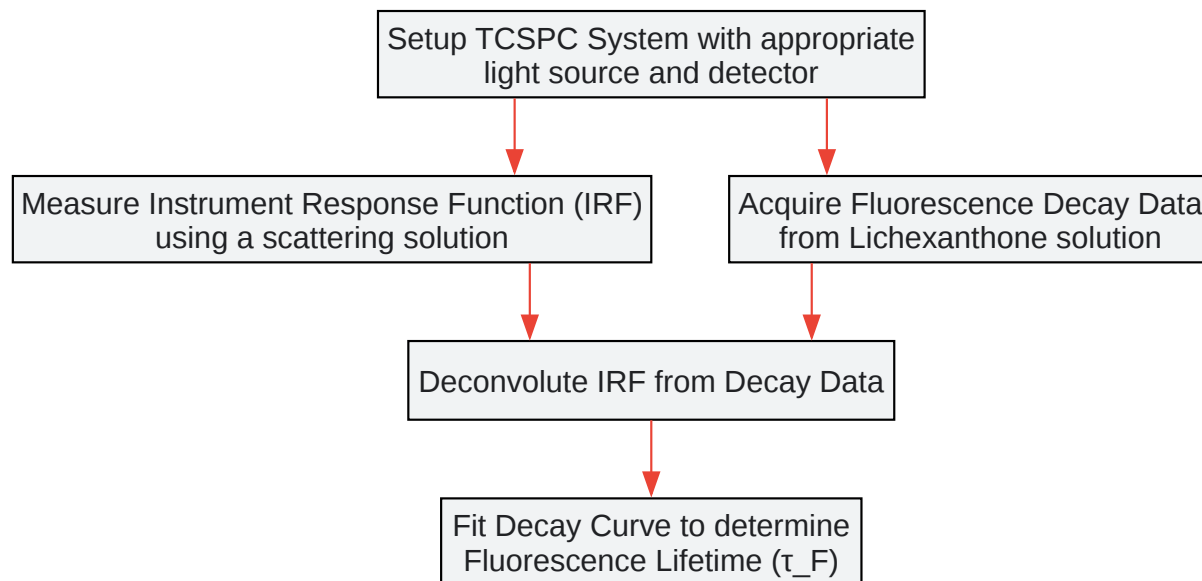 Setup TCSPC System with appropriate
light source and detector
Measure Instrument Response Function (IRF)
using a scattering solution
Acquire Fluorescence Decay Data
from Lichexanthone solution
Deconvolute IRF from Decay Data
Fit Decay Curve to determine
Fluorescence Lifetime (τ_F)